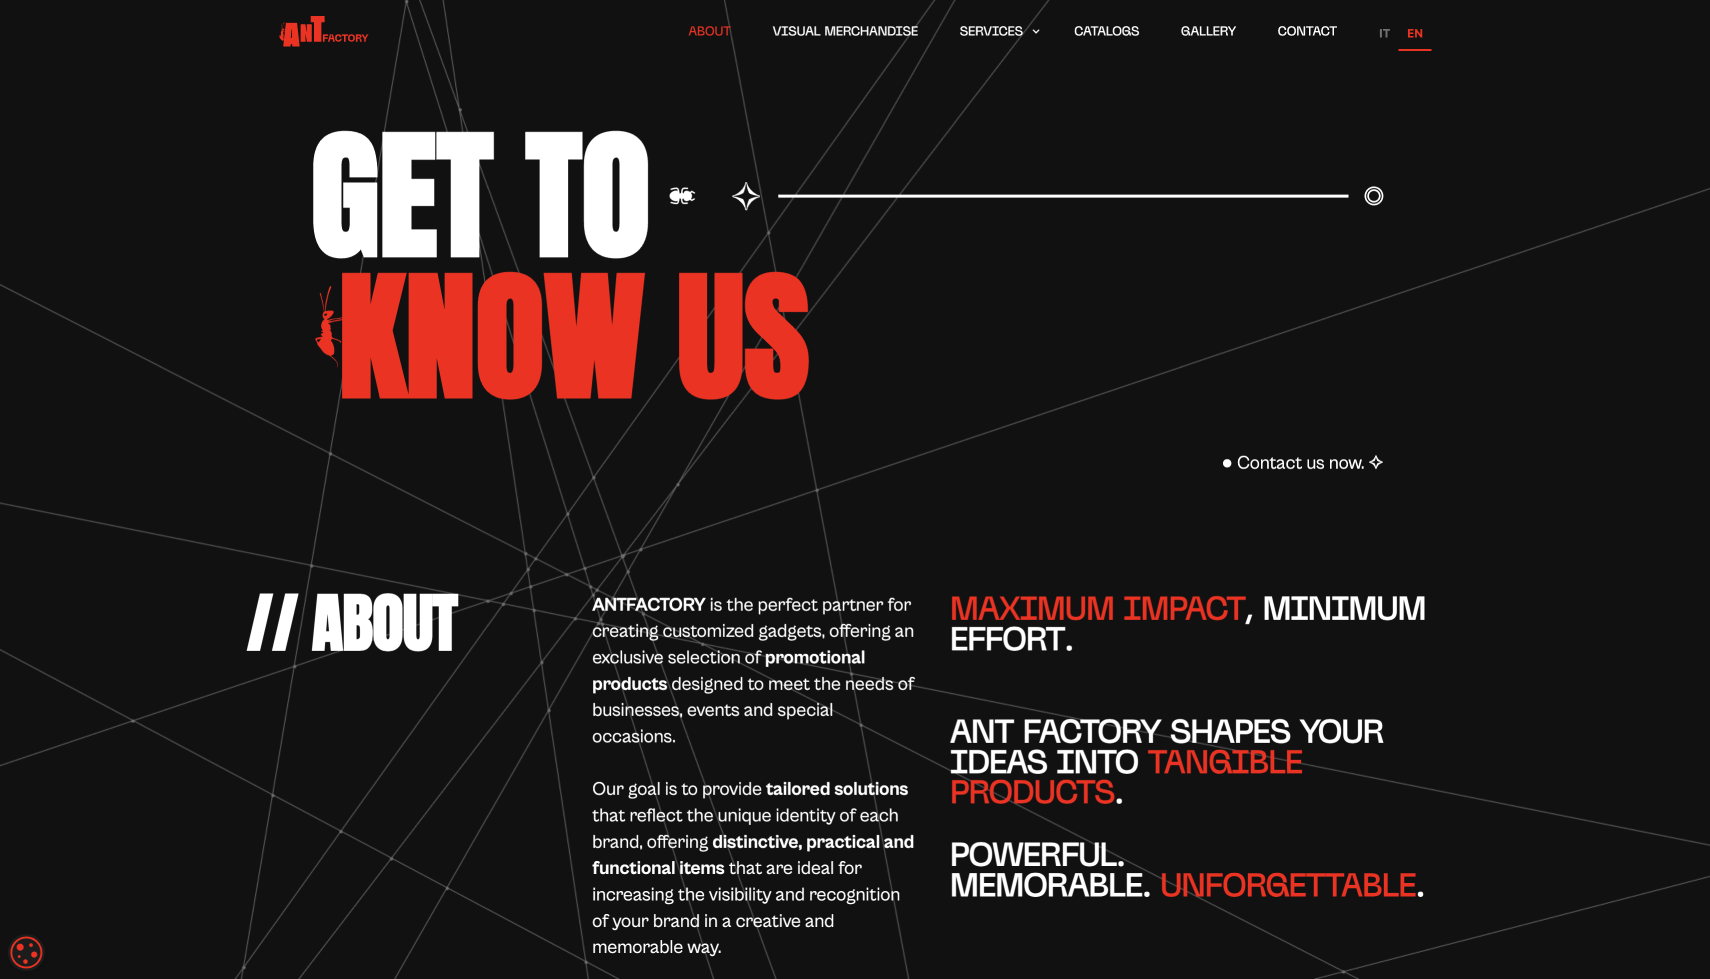 ANT FACTORY
ABOUT
VISUAL MERCHANDISE
SERVICES
CATALOGS
GALLERY
CONTACT
IT
EN
GET TO
KNOW US
Contact us now.
// ABOUT
ANTFACTORY is the perfect partner for
creating customized gadgets, offering an
exclusive selection of promotional
products designed to meet the needs of
businesses, events and special
occasions.
Our goal is to provide tailored solutions
that reflect the unique identity of each
brand, offering distinctive, practical and
functional items that are ideal for
increasing the visibility and recognition
of your brand in a creative and
memorable way.
MAXIMUM IMPACT, MINIMUM
EFFORT.
ANT FACTORY SHAPES YOUR
IDEAS INTO TANGIBLE
PRODUCTS.
POWERFUL.
MEMORABLE. UNFORGETTABLE.